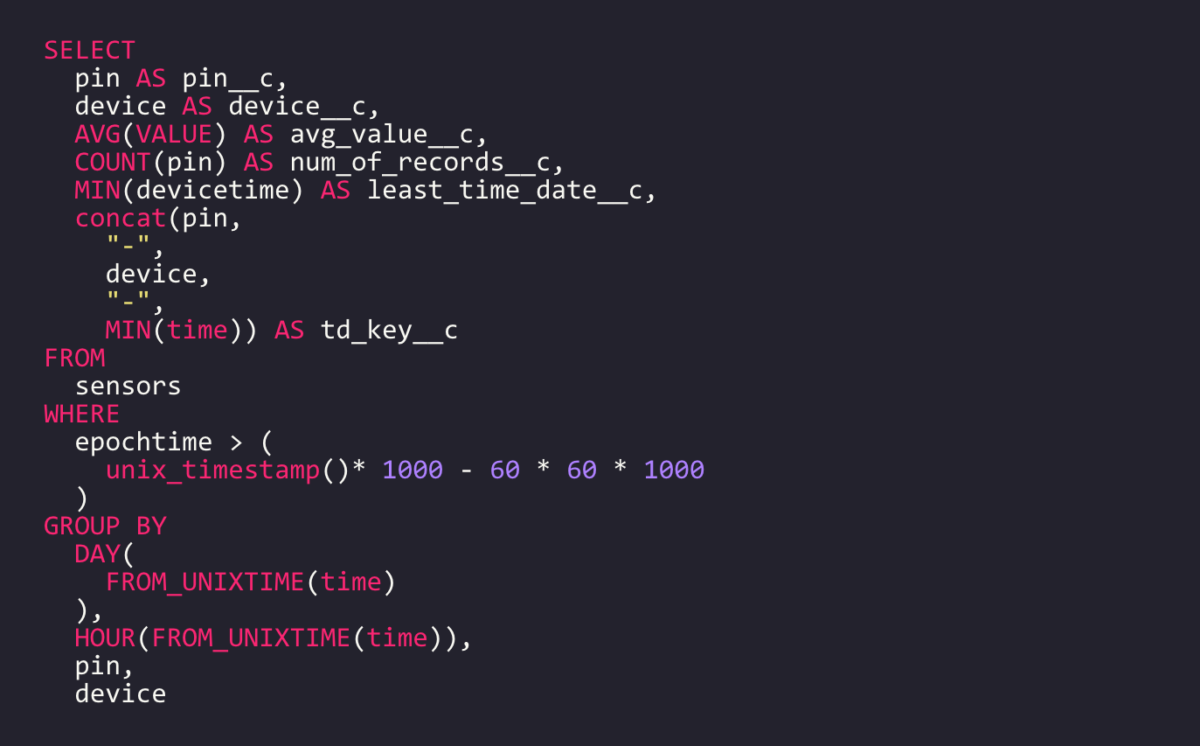 SELECT
pin AS pin__c,
device AS device__c,
AVG(VALUE) AS avg_value__c,
COUNT(pin) AS num_of_records__c,
MIN(devicetime) AS least_time_date__c,
concat(pin,
"-",
device,
"-",
MIN(time)) AS td_key__c
FROM
sensors
WHERE
epochtime > (
unix_timestamp()* 1000 - 60 * 60 * 1000
)
GROUP BY
DAY(
FROM_UNIXTIME(time)
),
HOUR(FROM_UNIXTIME(time)),
pin,
device